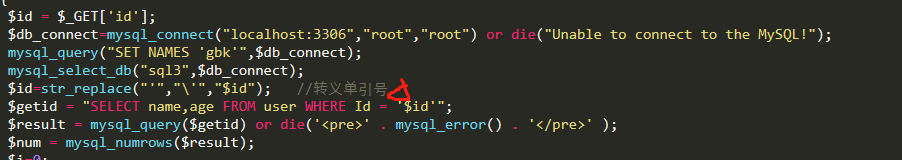 {
$id = $_GET['id'];
$db_connect=mysql_connect("localhost:3306","root","root") or die("Unable to connect to the MySQL!");
mysql_query("SET NAMES 'gbk'",$db_connect);
mysql_select_db("sql3",$db_connect);
$id=str_replace("'","\'","$id");   //转义单引号
$getid = "SELECT name,age FROM user WHERE Id = '$id'";
$result = mysql_query($getid) or die('<pre>' . mysql_error() . '</pre>' );
$num = mysql_numrows($result);
$i=0;